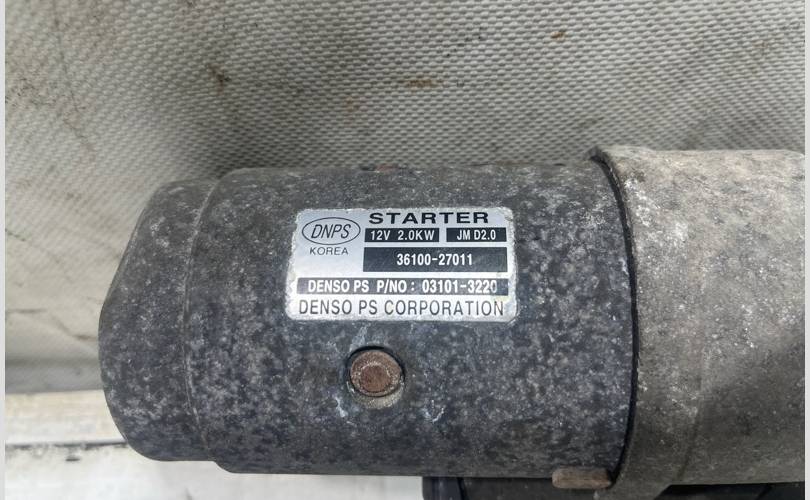 DNPS
KOREA
STARTER
12V 2.0KW JM D2.0
36100-27011
DENSO PS P/NO : 03101-3220
DENSO PS CORPORATION